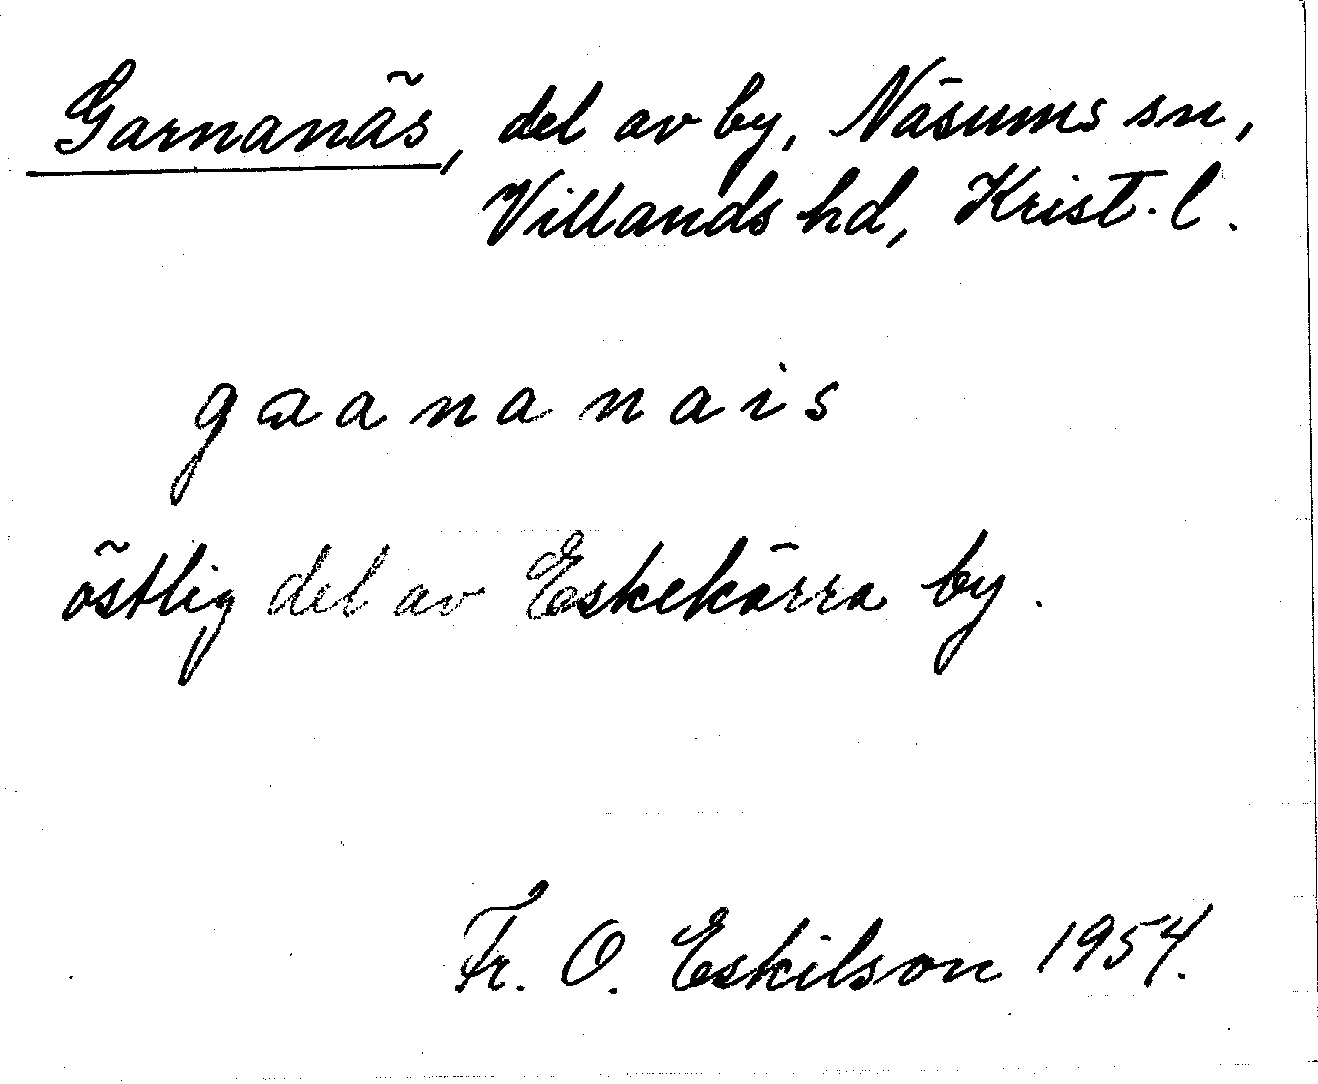 Garnanäs, del av by, Näsums sn,
Villands hd, Krist. l.
gaananais
östlig del av Eskekärra by.
Fr. O. Eskilson 1954.